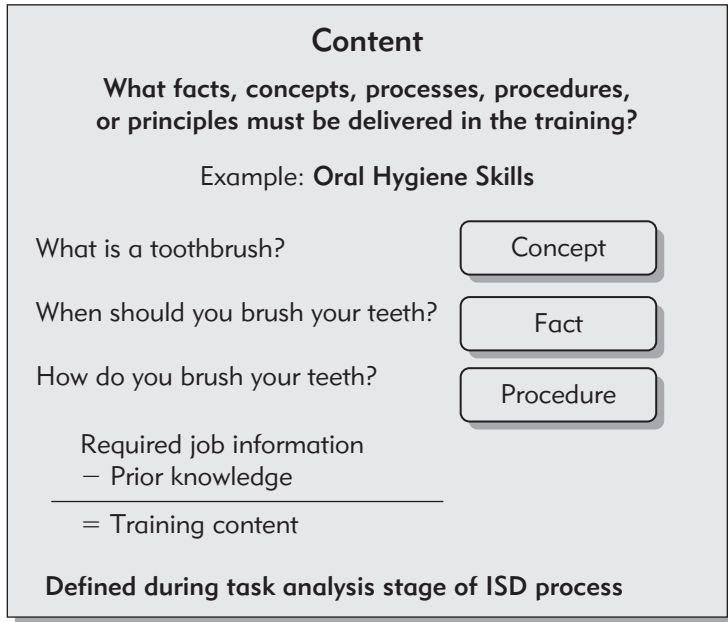 Content
What facts, concepts, processes, procedures,
or principles must be delivered in the training?
Example: Oral Hygiene Skills
What is a toothbrush?
Concept
When should you brush your teeth?
Fact
How do you brush your teeth?
Procedure
Required job information
− Prior knowledge
= Training content
Defined during task analysis stage of ISD process